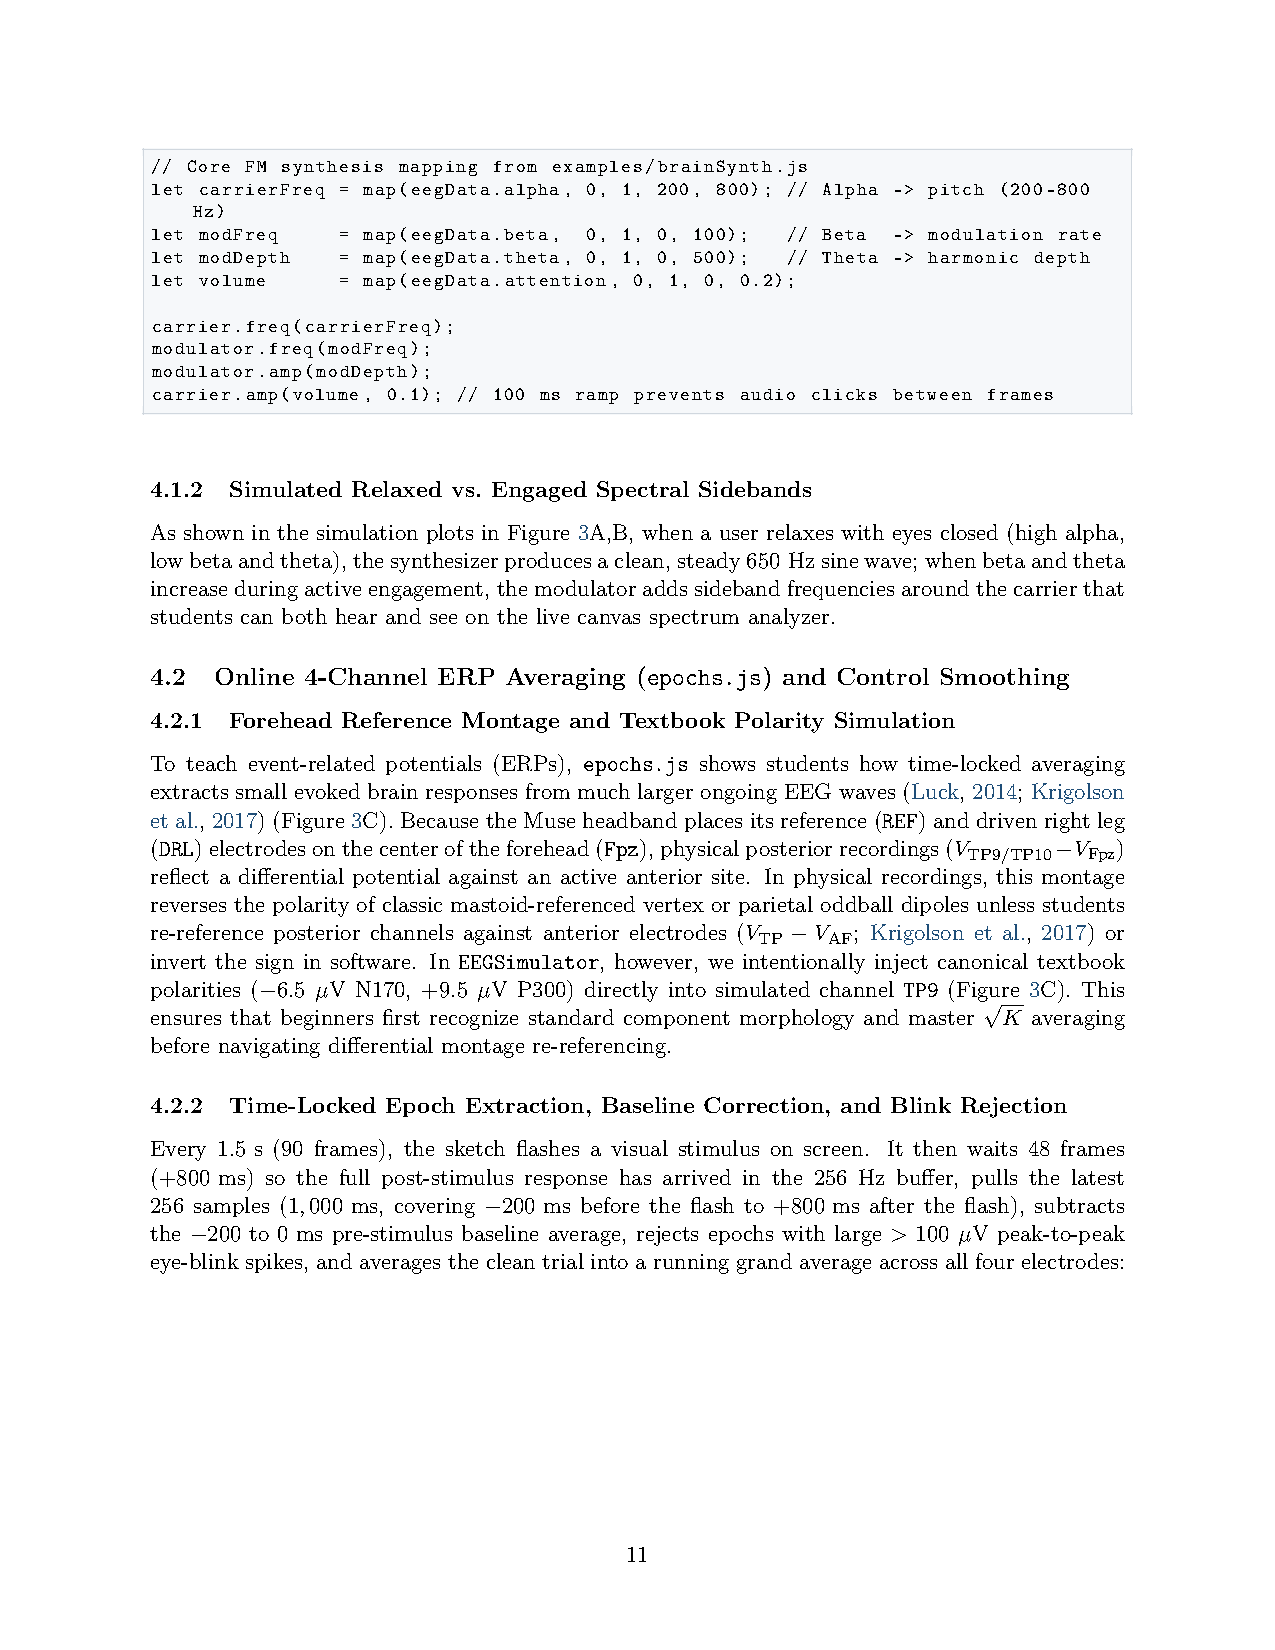 // Core FM synthesis mapping from examples/brainSynth.js
let carrierFreq = map(eegData.alpha, 0, 1, 200, 800); // Alpha -> pitch (200-800
Hz)
let modFreq     = map(eegData.beta,  0, 1, 0, 100);   // Beta  -> modulation rate
let modDepth    = map(eegData.theta, 0, 1, 0, 500);   // Theta -> harmonic depth
let volume      = map(eegData.attention, 0, 1, 0, 0.2);
carrier.freq(carrierFreq);
modulator.freq(modFreq);
modulator.amp(modDepth);
carrier.amp(volume, 0.1); // 100 ms ramp prevents audio clicks between frames
4.1.2 Simulated Relaxed vs. Engaged Spectral Sidebands
As shown in the simulation plots in Figure 3A,B, when a user relaxes with eyes closed (high alpha,
low beta and theta), the synthesizer produces a clean, steady 650 Hz sine wave; when beta and theta
increase during active engagement, the modulator adds sideband frequencies around the carrier that
students can both hear and see on the live canvas spectrum analyzer.
4.2 Online 4-Channel ERP Averaging (epochs.js) and Control Smoothing
4.2.1 Forehead Reference Montage and Textbook Polarity Simulation
To teach event-related potentials (ERPs), epochs.js shows students how time-locked averaging
extracts small evoked brain responses from much larger ongoing EEG waves (Luck, 2014; Krigolson
et al., 2017) (Figure 3C). Because the Muse headband places its reference (REF) and driven right leg
(DRL) electrodes on the center of the forehead (Fpz), physical posterior recordings (V_TP9/TP10 −V_Fpz)
reflect a differential potential against an active anterior site. In physical recordings, this montage
reverses the polarity of classic mastoid-referenced vertex or parietal oddball dipoles unless students
re-reference posterior channels against anterior electrodes (V_TP − V_AF; Krigolson et al., 2017) or
invert the sign in software. In EEGSimulator, however, we intentionally inject canonical textbook
polarities (−6.5 μV N170, +9.5 μV P300) directly into simulated channel TP9 (Figure 3C). This
ensures that beginners first recognize standard component morphology and master √K averaging
before navigating differential montage re-referencing.
4.2.2 Time-Locked Epoch Extraction, Baseline Correction, and Blink Rejection
Every 1.5 s (90 frames), the sketch flashes a visual stimulus on screen. It then waits 48 frames
(+800 ms) so the full post-stimulus response has arrived in the 256 Hz buffer, pulls the latest
256 samples (1,000 ms, covering −200 ms before the flash to +800 ms after the flash), subtracts
the −200 to 0 ms pre-stimulus baseline average, rejects epochs with large > 100 μV peak-to-peak
eye-blink spikes, and averages the clean trial into a running grand average across all four electrodes:
11